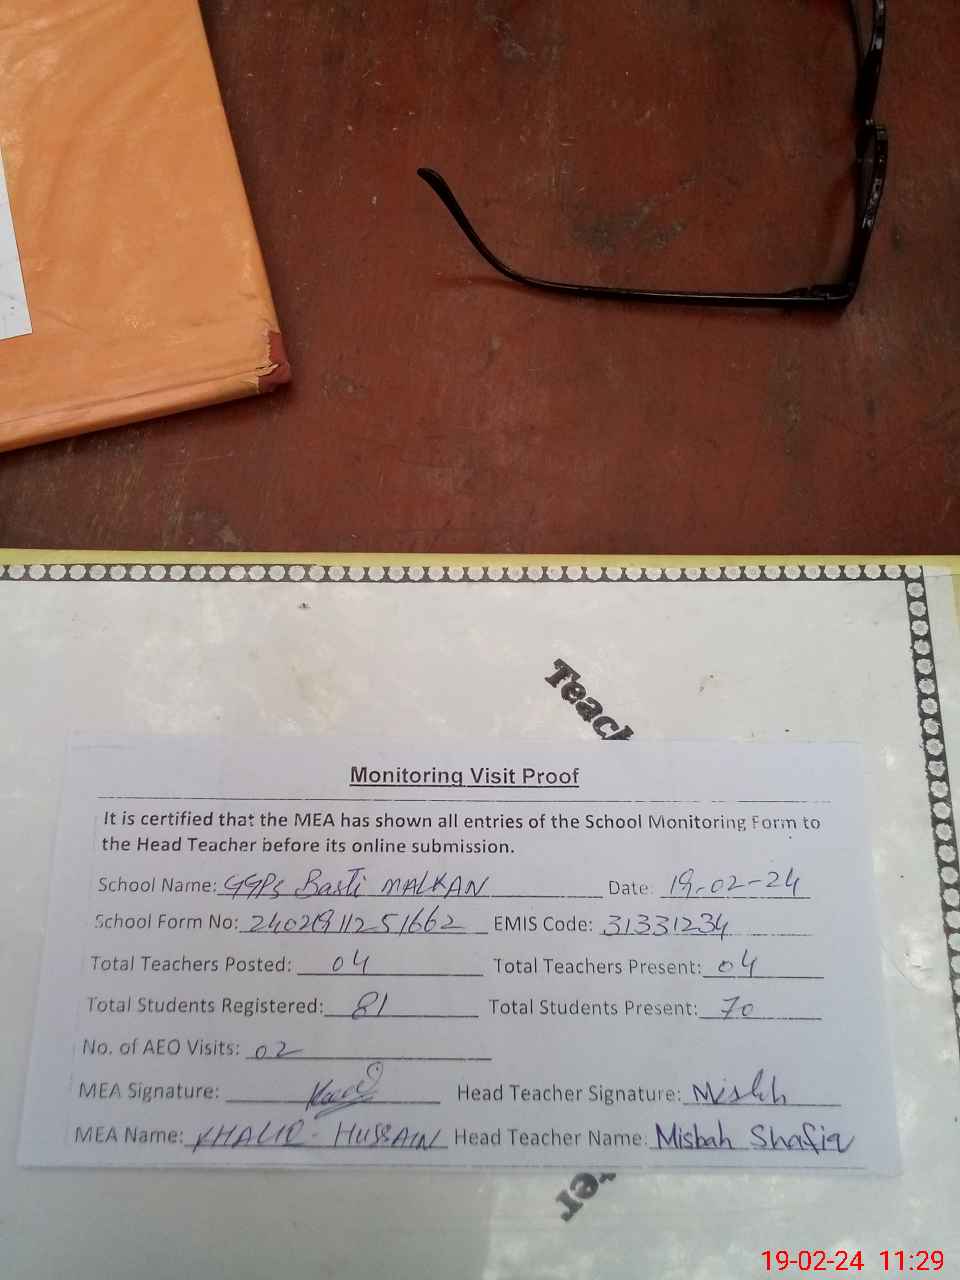 Teach
Monitoring Visit Proof
It is certified that the MEA has shown all entries of the School Monitoring Form to
the Head Teacher before its online submission.
School Name: GGPS Basti MALKAN Date: 19-02-24
School Form No: 24021911251662 EMIS Code: 31331234
Total Teachers Posted: 04 Total Teachers Present: 04
Total Students Registered: 81 Total Students Present: 70
No. of AEO Visits: 02
MEA Signature: Head Teacher Signature: Misbh
MEA Name: KHALID - HUSSAIN Head Teacher Name: Misbah Shafiq
ter
19-02-24 11:29